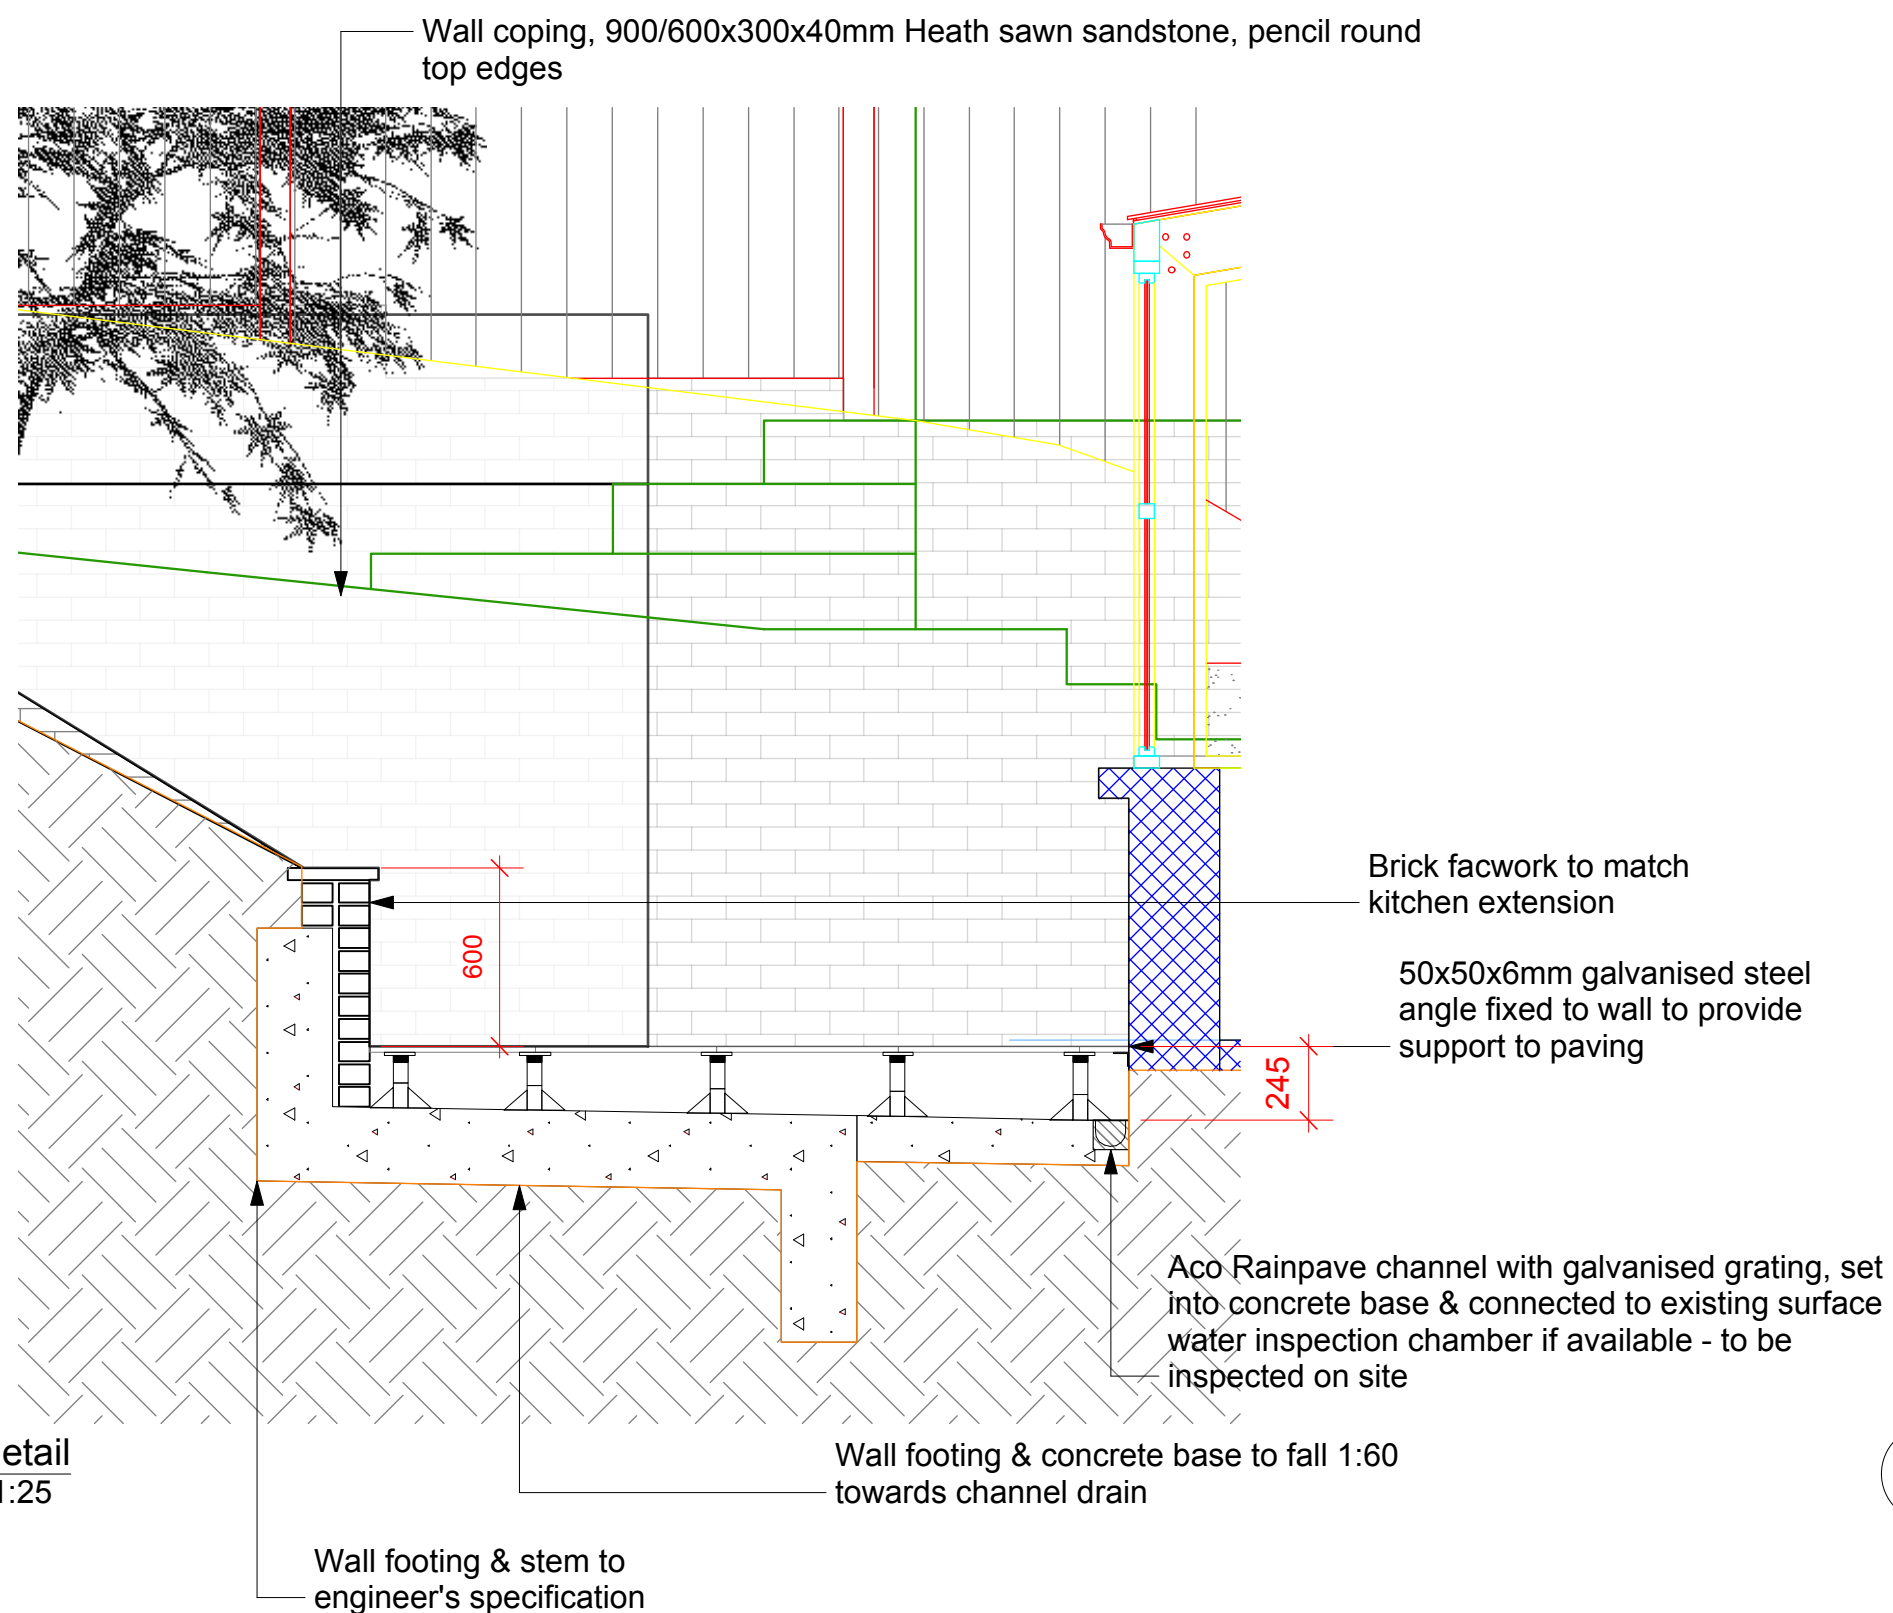 Wall coping, 900/600x300x40mm Heath sawn sandstone, pencil round
top edges
Brick facwork to match
kitchen extension
600
50x50x6mm galvanised steel
angle fixed to wall to provide
support to paving
245
Aco Rainpave channel with galvanised grating, set
into concrete base & connected to existing surface
water inspection chamber if available - to be
inspected on site
etail
1:25
Wall footing & concrete base to fall 1:60
towards channel drain
Wall footing & stem to
engineer's specification